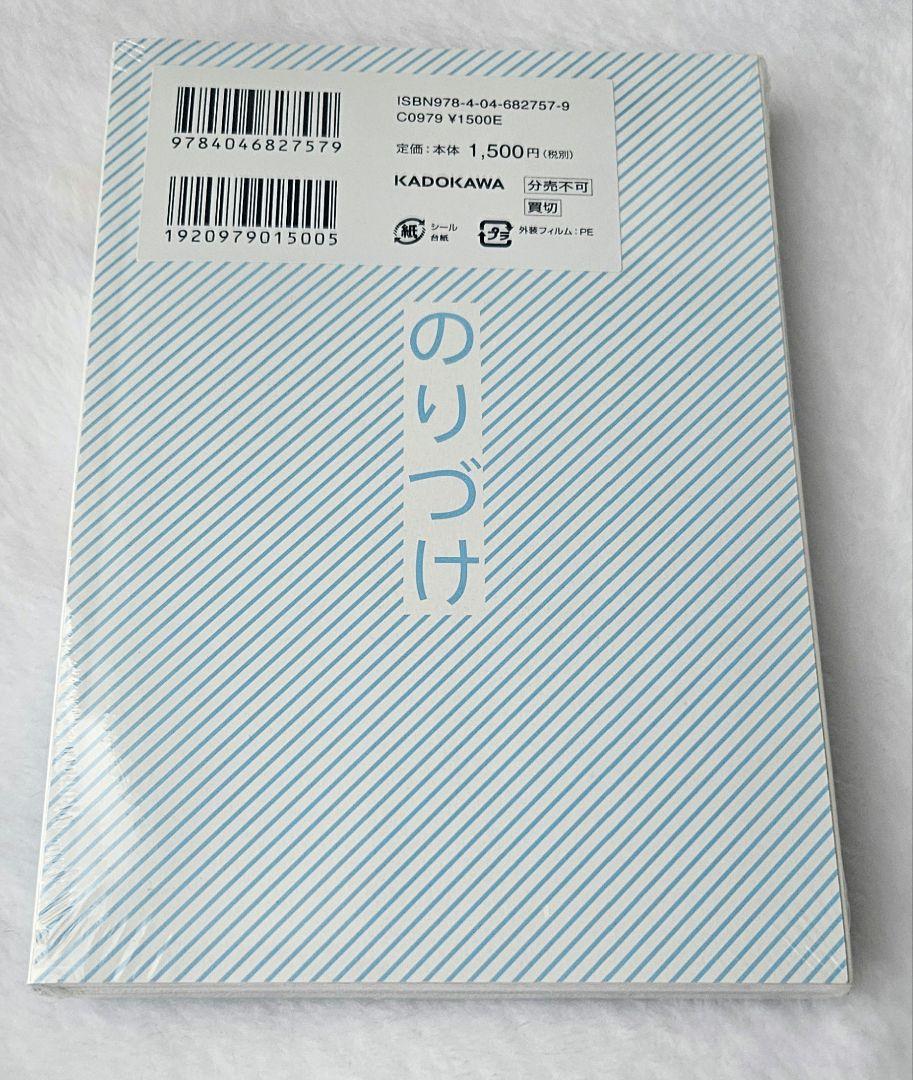 9784046827579
1920979015005
ISBN978-4-04-682757-9
C0979 ¥1500E
定価：本体 1,500円(税別)
KADOKAWA
分売不可
買切
紙
シール
台紙
プラ
外装フィルム：PE
のりづけ